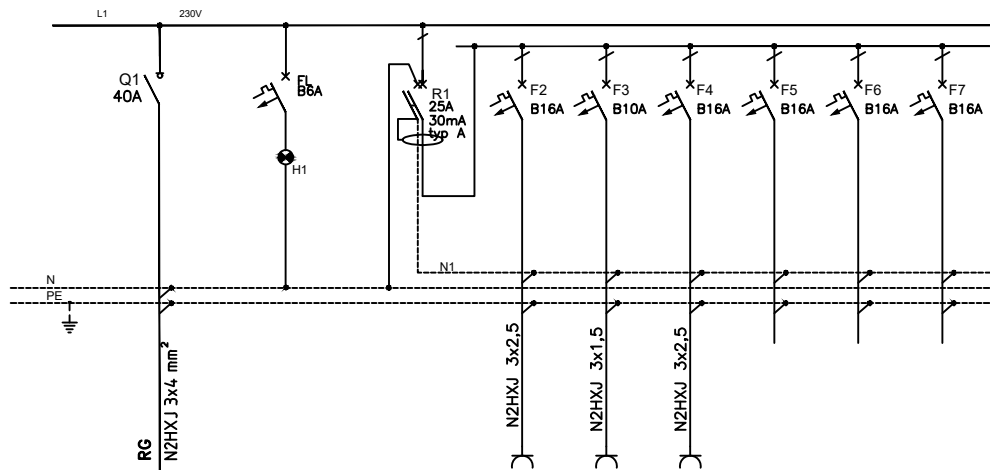 L1 230V
Q1
40A
FL
B6A
R1
25A
30mA
typ A
F2
B16A
F3
B10A
F4
B16A
F5
B16A
F6
B16A
F7
B16A
H1
N1
N
PE
RG
N2HXJ 3x4 mm²
N2HXJ 3x2,5
N2HXJ 3x1,5
N2HXJ 3x2,5